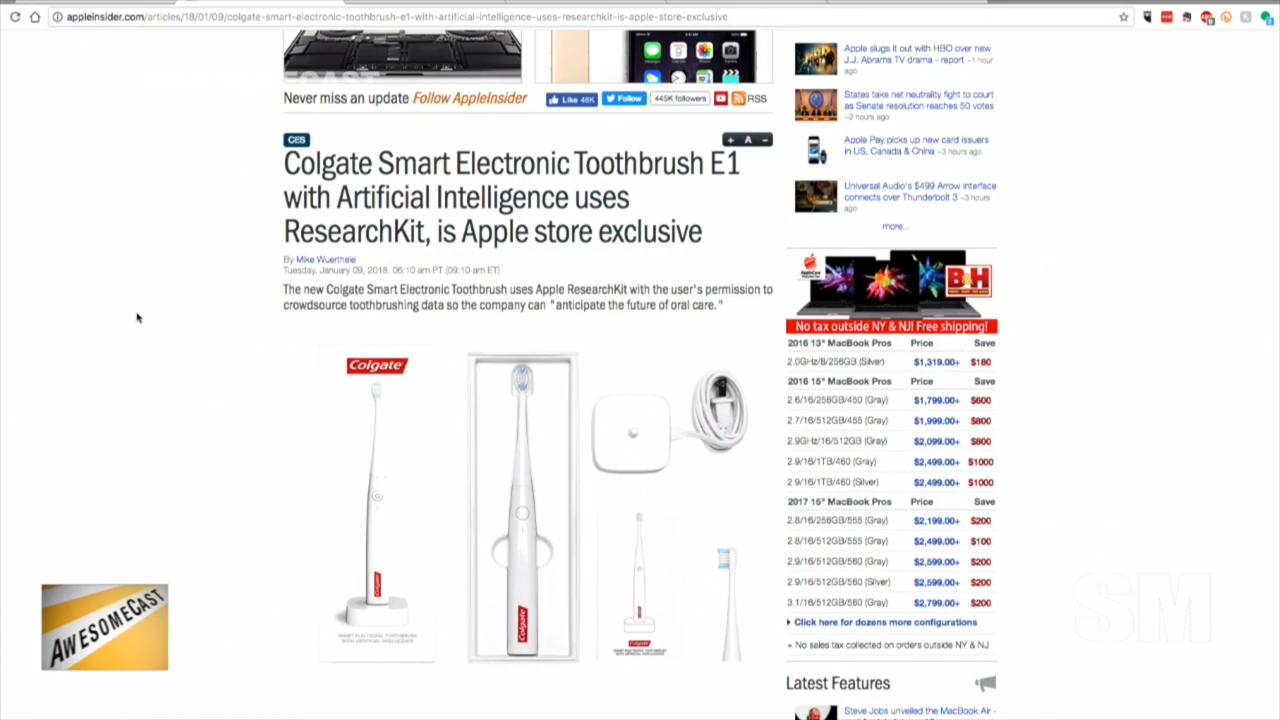 appleinsider.com/articles/18/01/09/colgate-smart-electronic-toothbrush-e1-with-artificial-intelligence-uses-researchkit-is-apple-store-exclusive
Never miss an update Follow AppleInsider
Like 46K
Follow
445K followers
RSS
CES
+ A -
Colgate Smart Electronic Toothbrush E1
with Artificial Intelligence uses
ResearchKit, is Apple store exclusive
By Mike Wuerthele
Tuesday, January 09, 2018, 06:10 am PT (09:10 am ET)
The new Colgate Smart Electronic Toothbrush uses Apple ResearchKit with the user's permission to
crowdsource toothbrushing data so the company can "anticipate the future of oral care."
Colgate
Colgate
SMART ELECTRONIC TOOTHBRUSH
WITH ARTIFICIAL INTELLIGENCE
Colgate
Colgate
SMART ELECTRONIC TOOTHBRUSH
WITH ARTIFICIAL INTELLIGENCE
AWESOMECAST
Apple slugs it out with HBO over new
J.J. Abrams TV drama - report ~1 hour
ago
States take net neutrality fight to court
as Senate resolution reaches 50 votes
~2 hours ago
Apple Pay picks up new card issuers
in US, Canada & China ~3 hours ago
Universal Audio's $499 Arrow interface
connects over Thunderbolt 3 ~3 hours
ago
more...
B&H
No tax outside NY & NJ! Free shipping!
2016 13" MacBook Pros Price Save
2.0GHz/8/256GB (Silver) $1,319.00+ $180
2016 15" MacBook Pros Price Save
2.6/16/256GB/450 (Gray) $1,799.00+ $600
2.7/16/512GB/455 (Gray) $1,999.00+ $800
2.9GHz/16/512GB (Gray) $2,099.00+ $800
2.9/16/1TB/460 (Gray) $2,499.00+ $1000
2.9/16/1TB/460 (Silver) $2,499.00+ $1000
2017 15" MacBook Pros Price Save
2.8/16/256GB/555 (Gray) $2,199.00+ $200
2.8/16/512GB/555 (Gray) $2,499.00+ $100
2.9/16/512GB/560 (Gray) $2,599.00+ $200
2.9/16/512GB/560 (Silver) $2,599.00+ $200
3.1/16/512GB/560 (Gray) $2,799.00+ $200
Click here for dozens more configurations
+ No sales tax collected on orders outside NY & NJ
SM
Latest Features
Steve Jobs unveiled the MacBook Air -